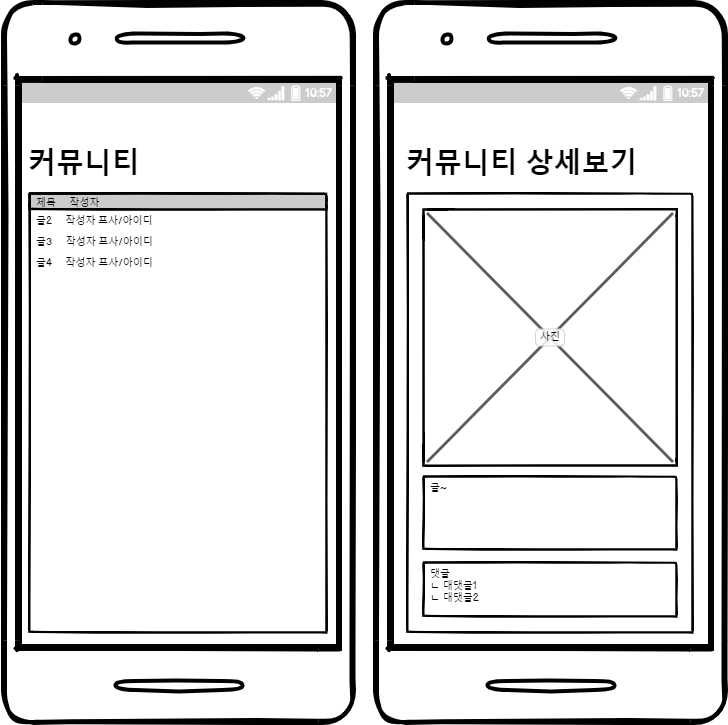 10:57
커뮤니티
제목 작성자
글2 작성자 프사/아이디
글3 작성자 프사/아이디
글4 작성자 프사/아이디
10:57
커뮤니티 상세보기
사진
글~
댓글
ㄴ 대댓글1
ㄴ 대댓글2